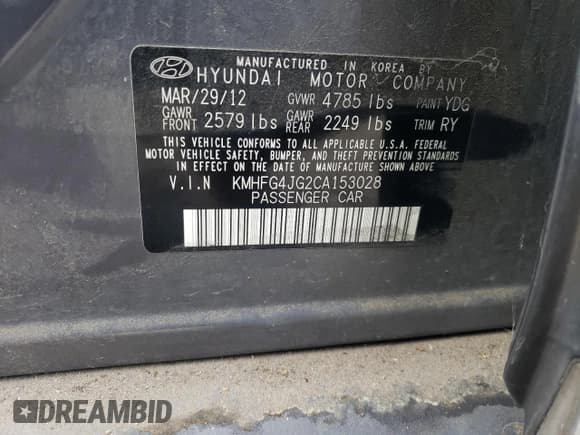 MANUFACTURED IN KOREA BY
HYUNDAI MOTOR COMPANY
MAR/29/12 GVWR 4785 lbs PAINT YDG
GAWR FRONT 2579 lbs GAWR REAR 2249 lbs TRIM RY
THIS VEHICLE CONFORMS TO ALL APPLICABLE U.S.A. FEDERAL
MOTOR VEHICLE SAFETY, BUMPER, AND THEFT PREVENTION STANDARDS
IN EFFECT ON THE DATE OF MANUFACTURE SHOWN ABOVE.
V.I.N KMHFG4JG2CA153028
PASSENGER CAR
DREAMBID